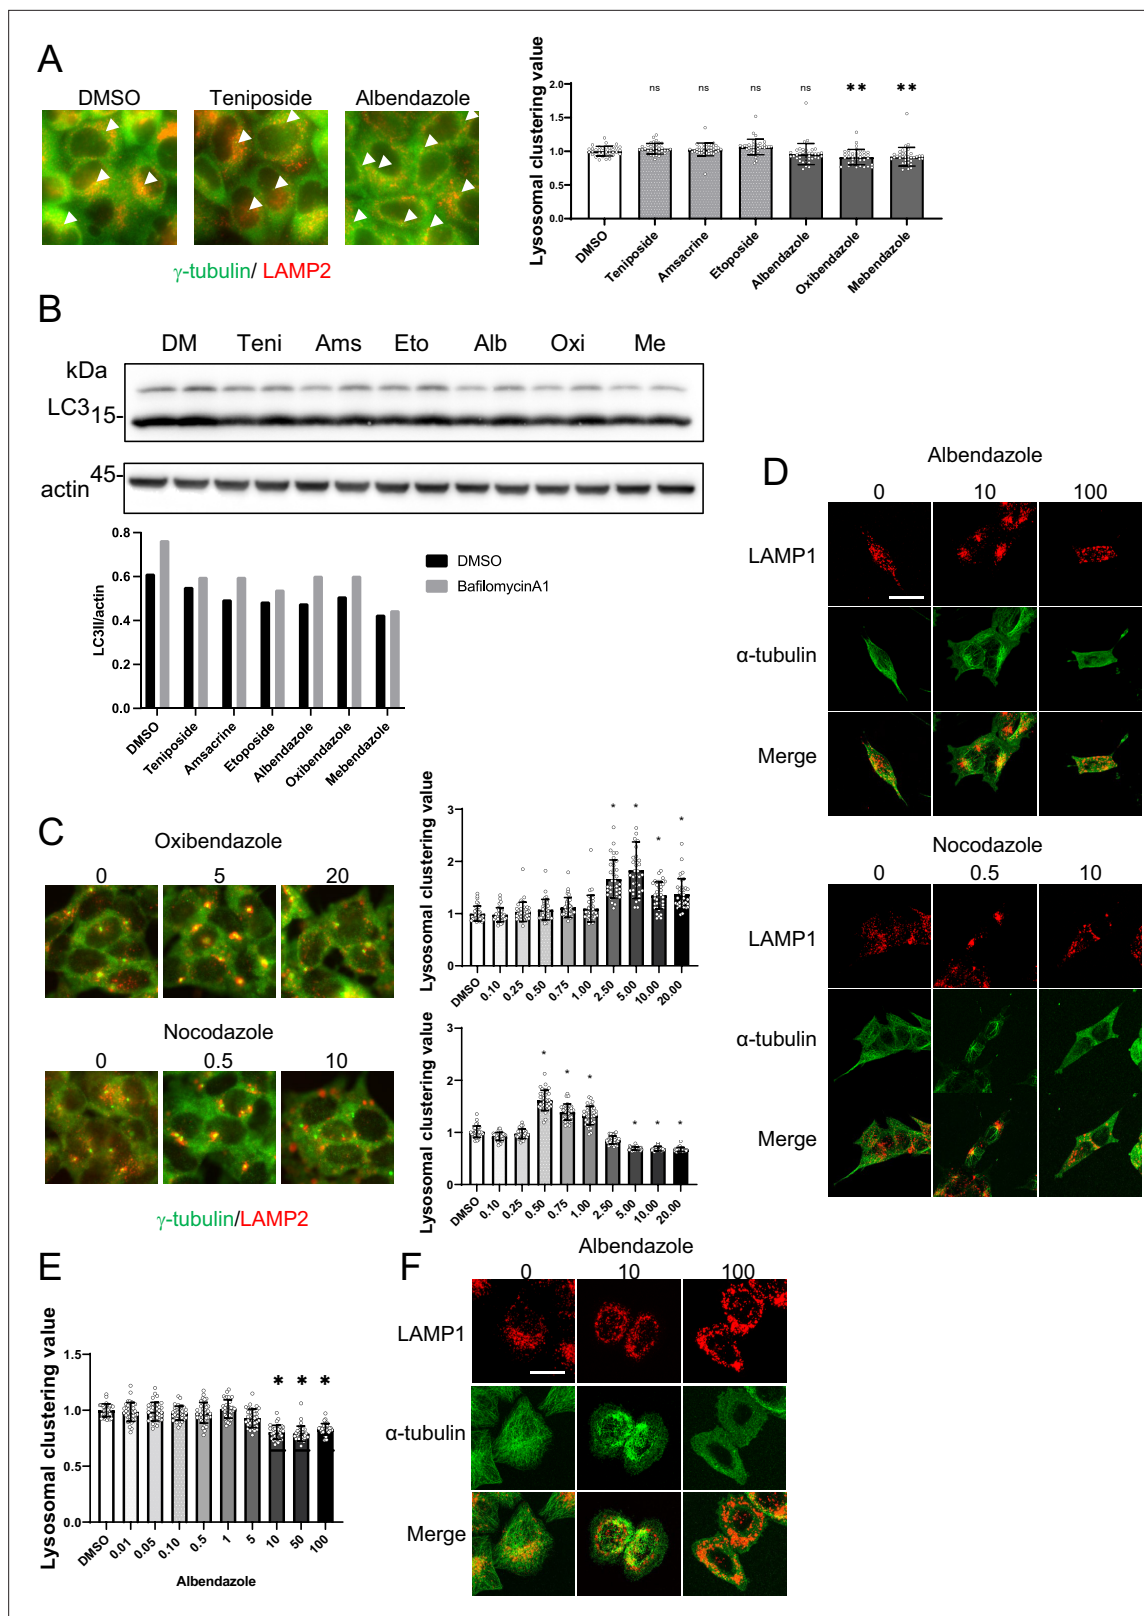 A
DMSO
Teniposide
Albendazole
γ-tubulin/ LAMP2
Lysosomal clustering value
2.0
1.5
1.0
0.5
0.0
ns
ns
ns
ns
**
**
DMSO
Teniposide
Amsacrine
Etoposide
Albendazole
Oxibendazole
Mebendazole
B
DM Teni Ams Eto Alb Oxi Me
kDa
LC3
15-
45-
actin
LC3II/actin
0.8
0.6
0.4
0.2
0.0
DMSO
BafilomycinA1
DMSO
Teniposide
Amsacrine
Etoposide
Albendazole
Oxibendazole
Mebendazole
C
Oxibendazole
0 5 20
Nocodazole
0 0.5 10
γ-tubulin/LAMP2
Lysosomal clustering value
3
2
1
0
* * * *
DMSO
0.10
0.25
0.50
0.75
1.00
2.50
5.00
10.00
20.00
Lysosomal clustering value
3
2
1
0
* * * * * *
DMSO
0.10
0.25
0.50
0.75
1.00
2.50
5.00
10.00
20.00
D
Albendazole
0 10 100
LAMP1
α-tubulin
Merge
Nocodazole
0 0.5 10
LAMP1
α-tubulin
Merge
E
Lysosomal clustering value
1.5
1.0
0.5
0.0
* * *
DMSO
0.01
0.05
0.10
0.5
1
5
10
50
100
Albendazole
F
Albendazole
0 10 100
LAMP1
α-tubulin
Merge